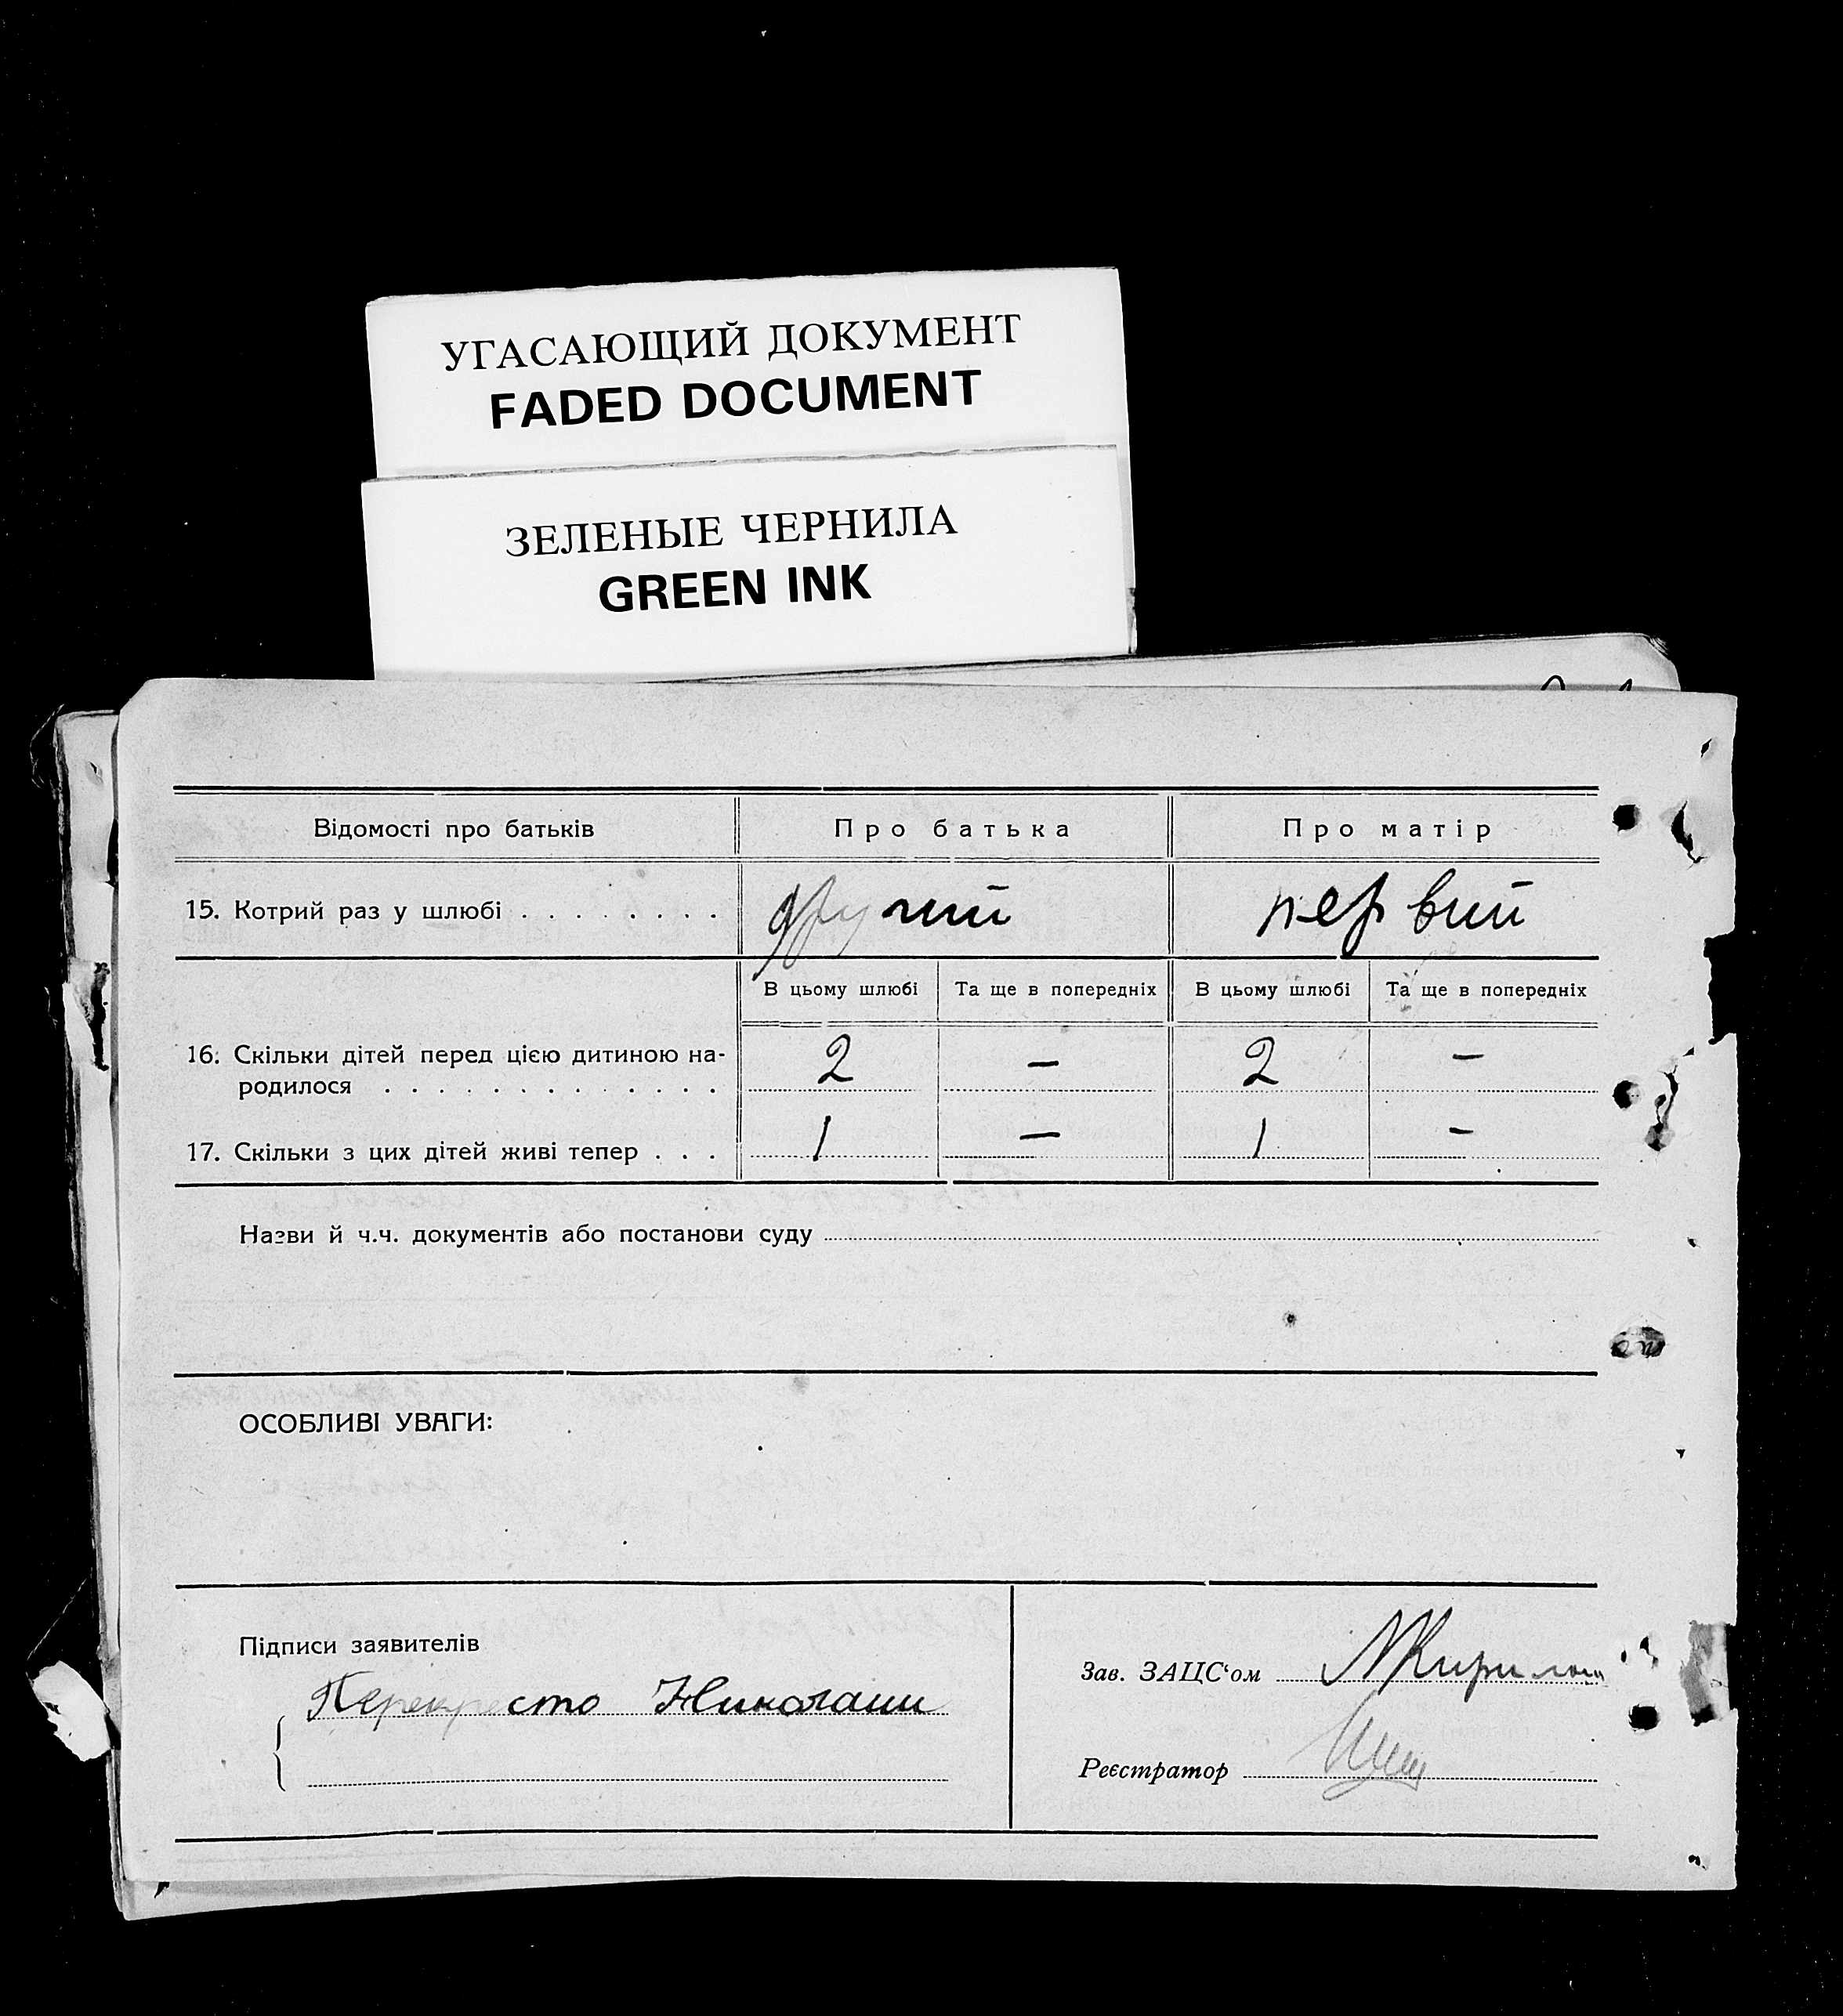 УГАСАЮЩИЙ ДОКУМЕНТ
FADED DOCUMENT
ЗЕЛЕНЫЕ ЧЕРНИЛА
GREEN INK
Відомості про батьків Про батька Про матір
15. Котрий раз у шлюбі . . . . . . . . другий первий
В цьому шлюбі Та ще в попередніх В цьому шлюбі Та ще в попередніх
16. Скільки дітей перед цією дитиною на- 2 — 2 —
родилося . . . . . . . . . . . . .
17. Скільки з цих дітей живі тепер . . . 1 — 1 —
Назви й ч.ч. документів або постанови суду
ОСОБЛИВІ УВАГИ:
Підписи заявителів
Зав. ЗАЦС‘ом
Перекресто
Реєстратор